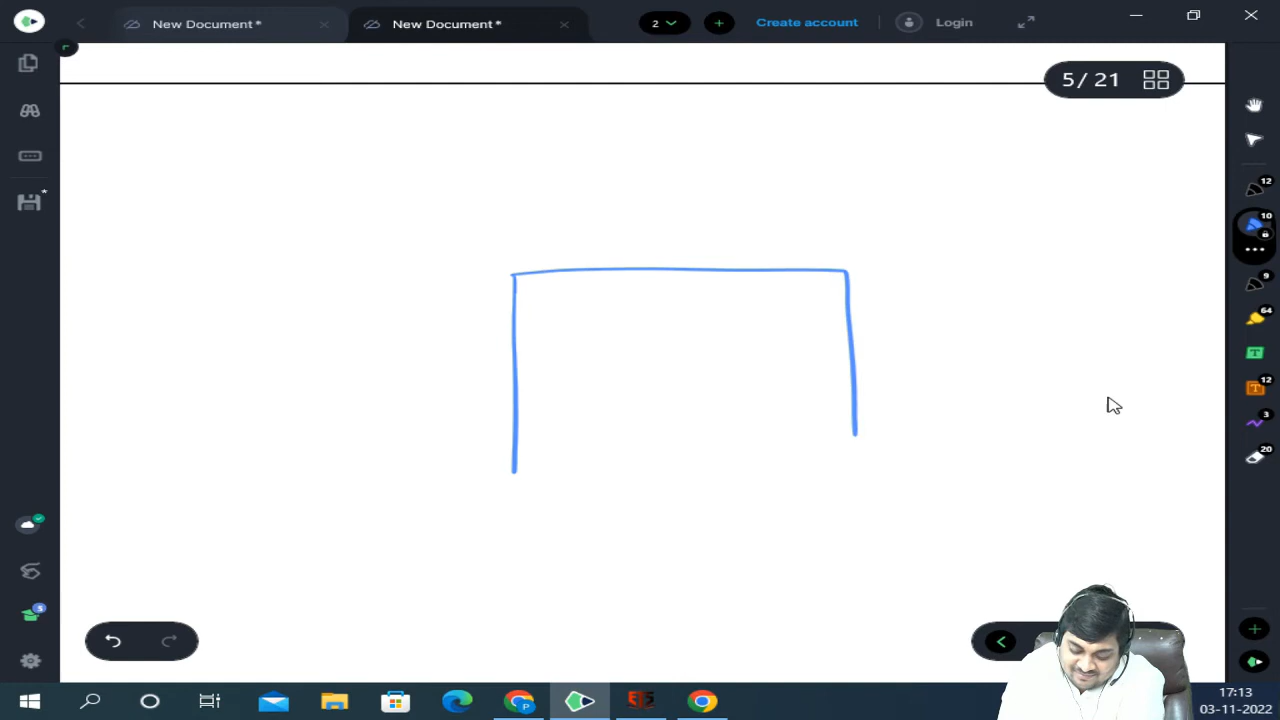 New Document*
New Document*
2
Create account
Login
5/ 21
12
10
9
64
T
T
12
3
20
5
17:13
03-11-2022